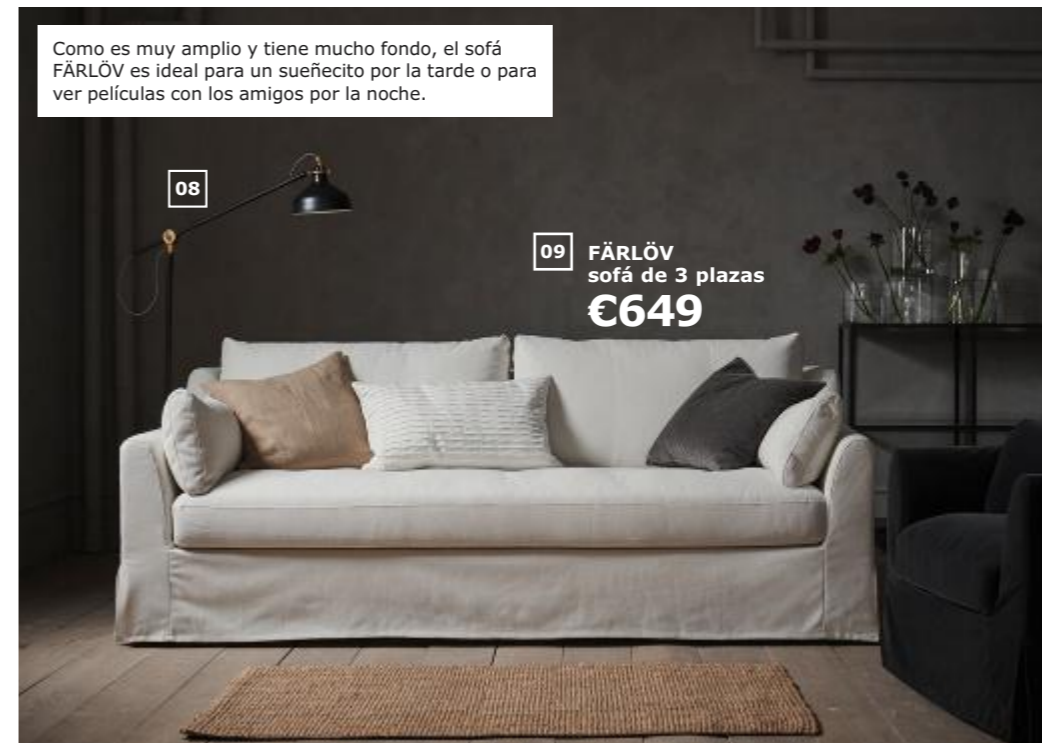 Como es muy amplio y tiene mucho fondo, el sofá
FÄRLÖV es ideal para un sueñecito por la tarde o para
ver películas con los amigos por la noche.
08
09 FÄRLÖV
sofá de 3 plazas
€649